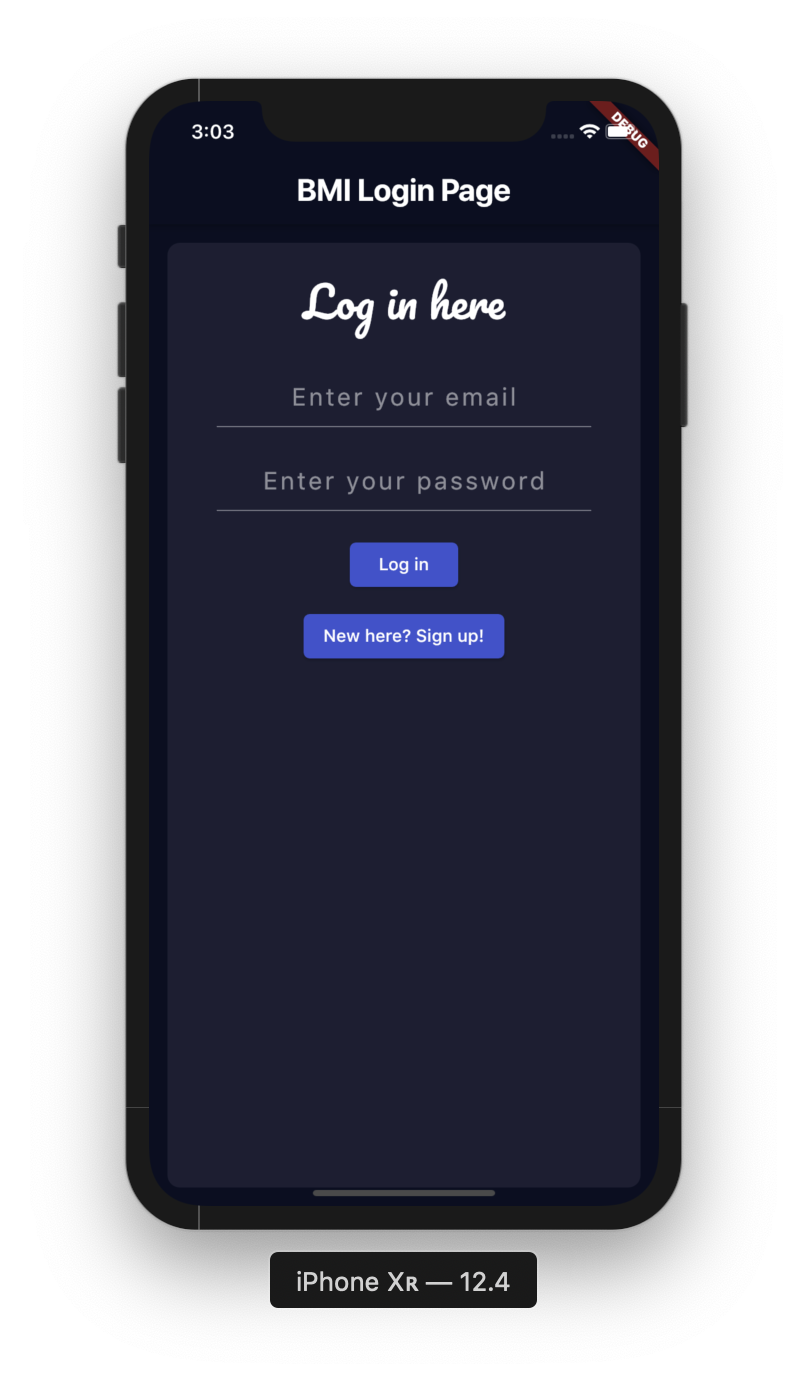 3:03
DEBUG
BMI Login Page
Log in here
Enter your email
Enter your password
Log in
New here? Sign up!
iPhone Xʀ — 12.4